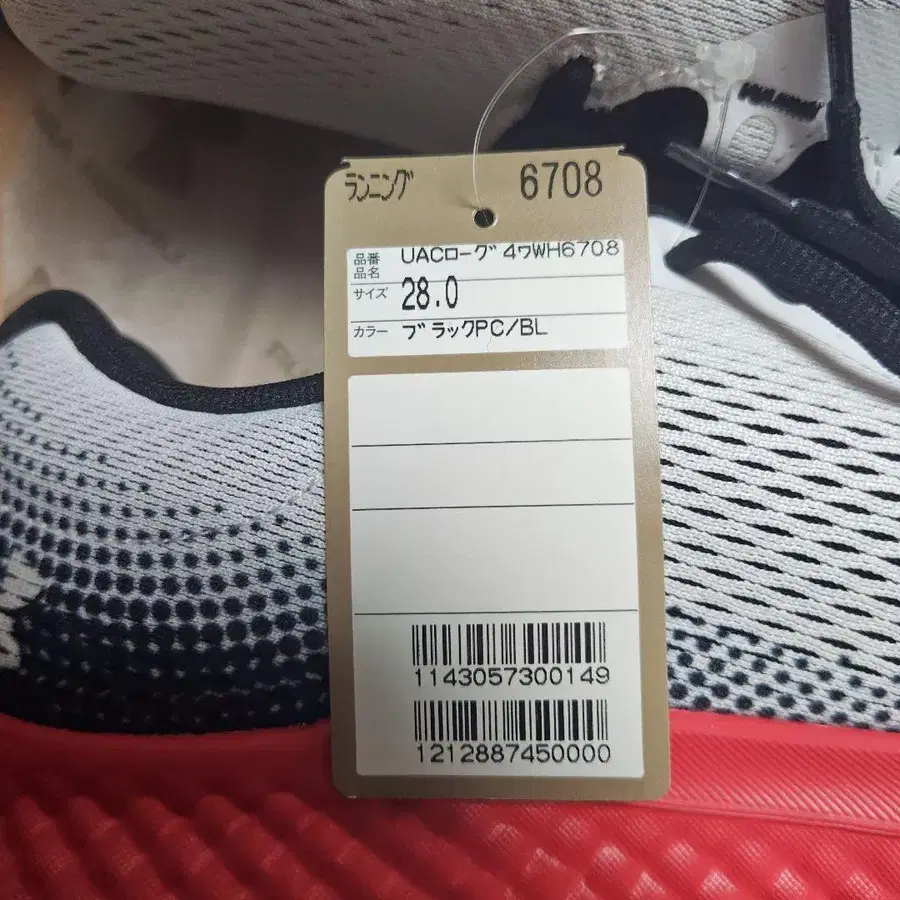 ランニング 6708
品番 UACローグ4ワWH6708
品名
サイズ 28.0
カラー ブラックPC/BL
1143057300149
1212887450000